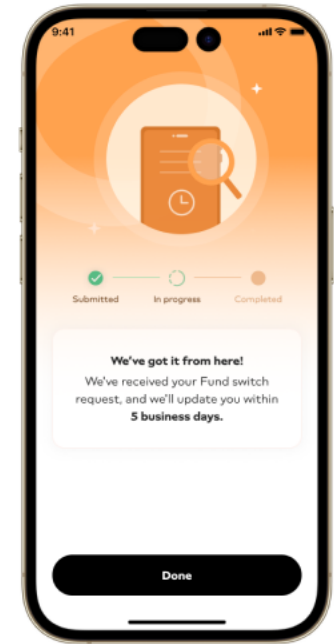 9:41
Submitted In progress Completed
We've got it from here!
We've received your Fund switch
request, and we'll update you within
5 business days.
Done